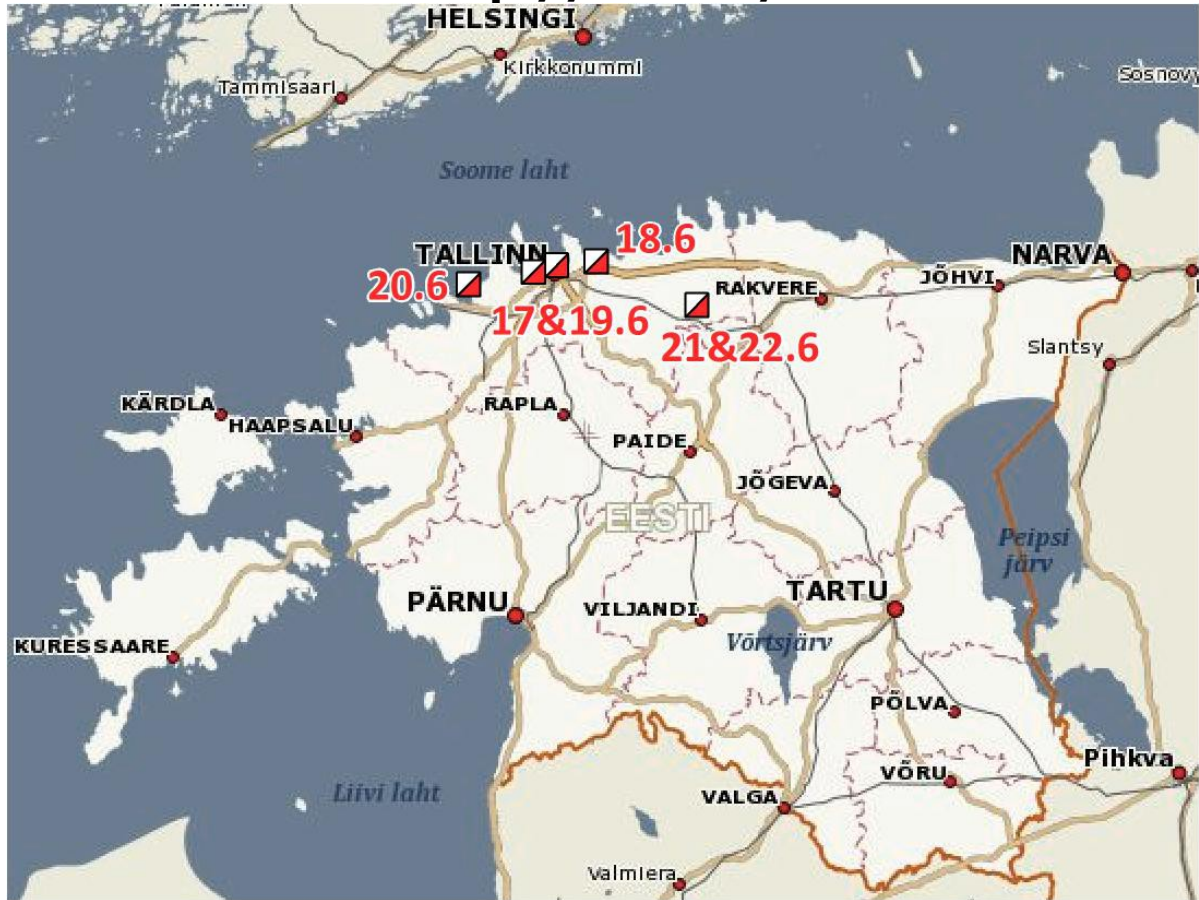 HELSINGI
Kirkkonummi
Tammisaari
Sosnovy
Soome laht
18.6
TALLINN
NARVA
20.6
JÕHVI
RAKVERE
17&19.6
21&22.6
Slantsy
KÄRDLA
RAPLA
HAAPSALU
PAIDE
JÕGEVA
EESTI
Peipsi
järv
TARTU
PÄRNU
VILJANDI
Võrtsjärv
KURESSAARE
PÕLVA
Pihkva
VÕRU
Liivi laht
VALGA
Valmiera